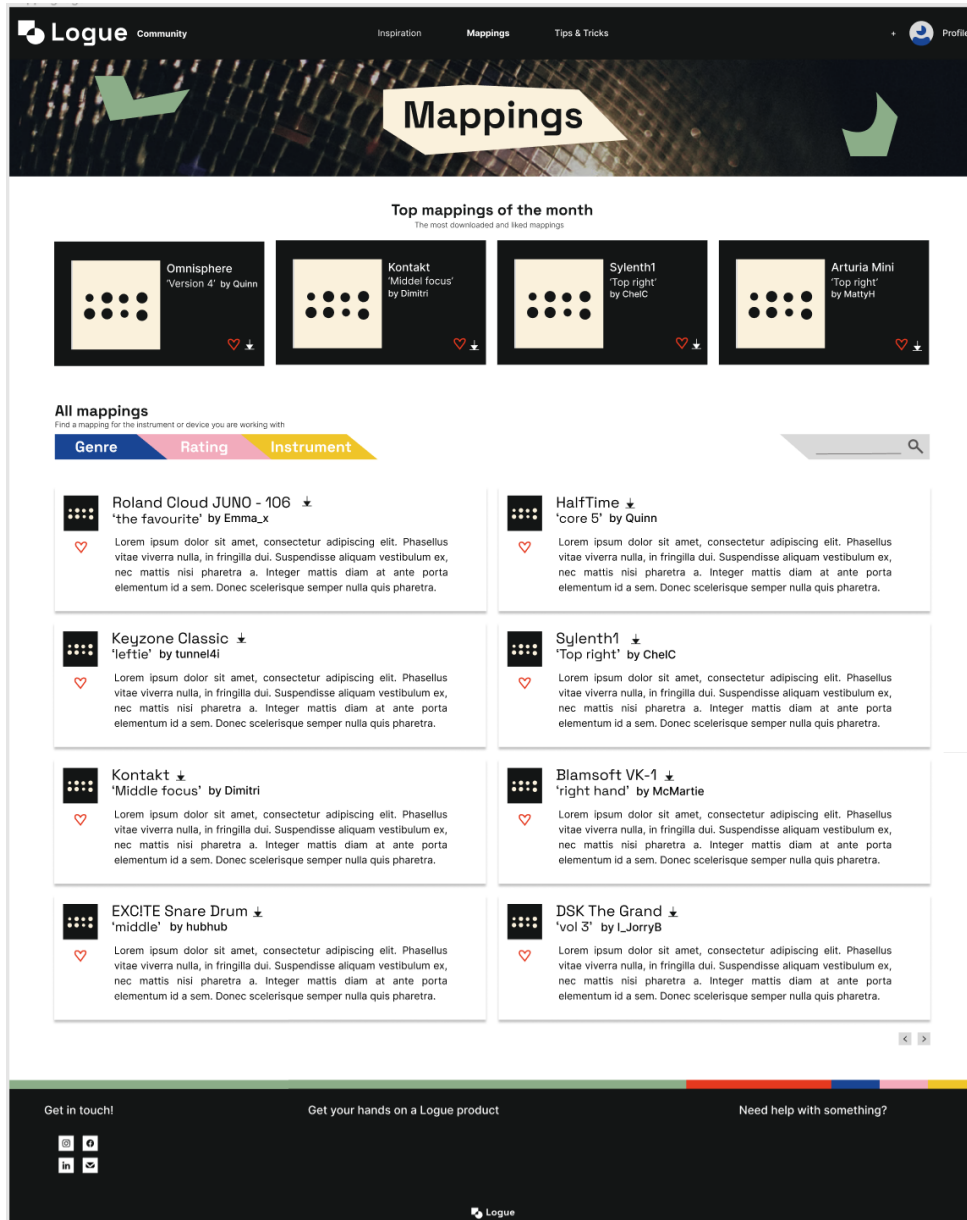 Logue Community
Inspiration
Mappings
Tips & Tricks
+
Profile
Mappings
Top mappings of the month
The most downloaded and liked mappings
Omnisphere
‘Version 4’ by Quinn
Kontakt
‘Middel focus’
by Dimitri
Sylenth1
‘Top right’
by ChelC
Arturia Mini
‘Top right’
by MattyH
All mappings
Find a mapping for the instrument or device you are working with
Genre
Rating
Instrument
Roland Cloud JUNO - 106
‘the favourite’ by Emma_x
Lorem ipsum dolor sit amet, consectetur adipiscing elit. Phasellus
vitae viverra nulla, in fringilla dui. Suspendisse aliquam vestibulum ex,
nec mattis nisi pharetra a. Integer mattis diam at ante porta
elementum id a sem. Donec scelerisque semper nulla quis pharetra.
HalfTime
‘core 5’ by Quinn
Lorem ipsum dolor sit amet, consectetur adipiscing elit. Phasellus
vitae viverra nulla, in fringilla dui. Suspendisse aliquam vestibulum ex,
nec mattis nisi pharetra a. Integer mattis diam at ante porta
elementum id a sem. Donec scelerisque semper nulla quis pharetra.
Keyzone Classic
‘leftie’ by tunnel4i
Lorem ipsum dolor sit amet, consectetur adipiscing elit. Phasellus
vitae viverra nulla, in fringilla dui. Suspendisse aliquam vestibulum ex,
nec mattis nisi pharetra a. Integer mattis diam at ante porta
elementum id a sem. Donec scelerisque semper nulla quis pharetra.
Sylenth1
‘Top right’ by ChelC
Lorem ipsum dolor sit amet, consectetur adipiscing elit. Phasellus
vitae viverra nulla, in fringilla dui. Suspendisse aliquam vestibulum ex,
nec mattis nisi pharetra a. Integer mattis diam at ante porta
elementum id a sem. Donec scelerisque semper nulla quis pharetra.
Kontakt
‘Middle focus’ by Dimitri
Lorem ipsum dolor sit amet, consectetur adipiscing elit. Phasellus
vitae viverra nulla, in fringilla dui. Suspendisse aliquam vestibulum ex,
nec mattis nisi pharetra a. Integer mattis diam at ante porta
elementum id a sem. Donec scelerisque semper nulla quis pharetra.
Blamsoft VK-1
‘right hand’ by McMartie
Lorem ipsum dolor sit amet, consectetur adipiscing elit. Phasellus
vitae viverra nulla, in fringilla dui. Suspendisse aliquam vestibulum ex,
nec mattis nisi pharetra a. Integer mattis diam at ante porta
elementum id a sem. Donec scelerisque semper nulla quis pharetra.
EXC!TE Snare Drum
‘middle’ by hubhub
Lorem ipsum dolor sit amet, consectetur adipiscing elit. Phasellus
vitae viverra nulla, in fringilla dui. Suspendisse aliquam vestibulum ex,
nec mattis nisi pharetra a. Integer mattis diam at ante porta
elementum id a sem. Donec scelerisque semper nulla quis pharetra.
DSK The Grand
‘vol 3’ by I_JorryB
Lorem ipsum dolor sit amet, consectetur adipiscing elit. Phasellus
vitae viverra nulla, in fringilla dui. Suspendisse aliquam vestibulum ex,
nec mattis nisi pharetra a. Integer mattis diam at ante porta
elementum id a sem. Donec scelerisque semper nulla quis pharetra.
< >
Get in touch!
Get your hands on a Logue product
Need help with something?
in
Logue